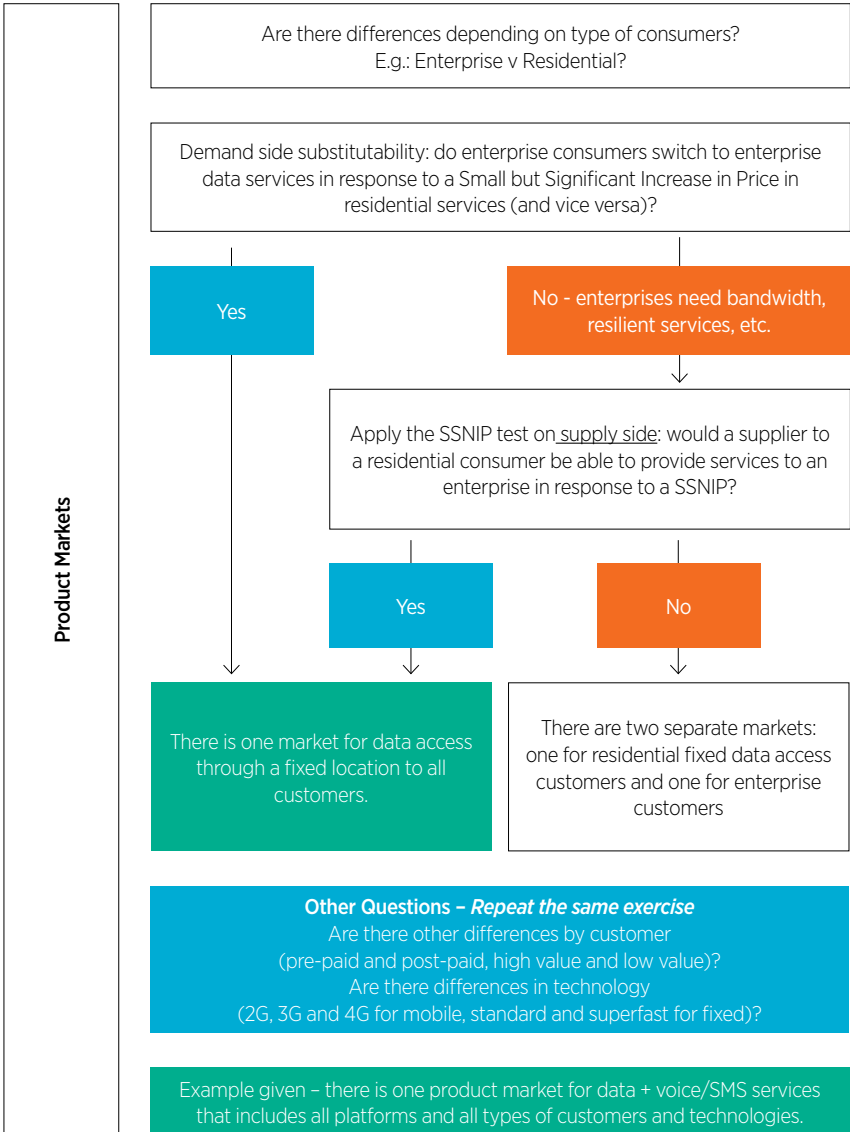 Product Markets
Are there differences depending on type of consumers?
E.g.: Enterprise v Residential?
Demand side substitutability: do enterprise consumers switch to enterprise
data services in response to a Small but Significant Increase in Price in
residential services (and vice versa)?
Yes
No - enterprises need bandwidth,
resilient services, etc.
Apply the SSNIP test on supply side: would a supplier to
a residential consumer be able to provide services to an
enterprise in response to a SSNIP?
Yes
No
There is one market for data access
through a fixed location to all
customers.
There are two separate markets:
one for residential fixed data access
customers and one for enterprise
customers
Other Questions – Repeat the same exercise
Are there other differences by customer
(pre-paid and post-paid, high value and low value)?
Are there differences in technology
(2G, 3G and 4G for mobile, standard and superfast for fixed)?
Example given – there is one product market for data + voice/SMS services
that includes all platforms and all types of customers and technologies.